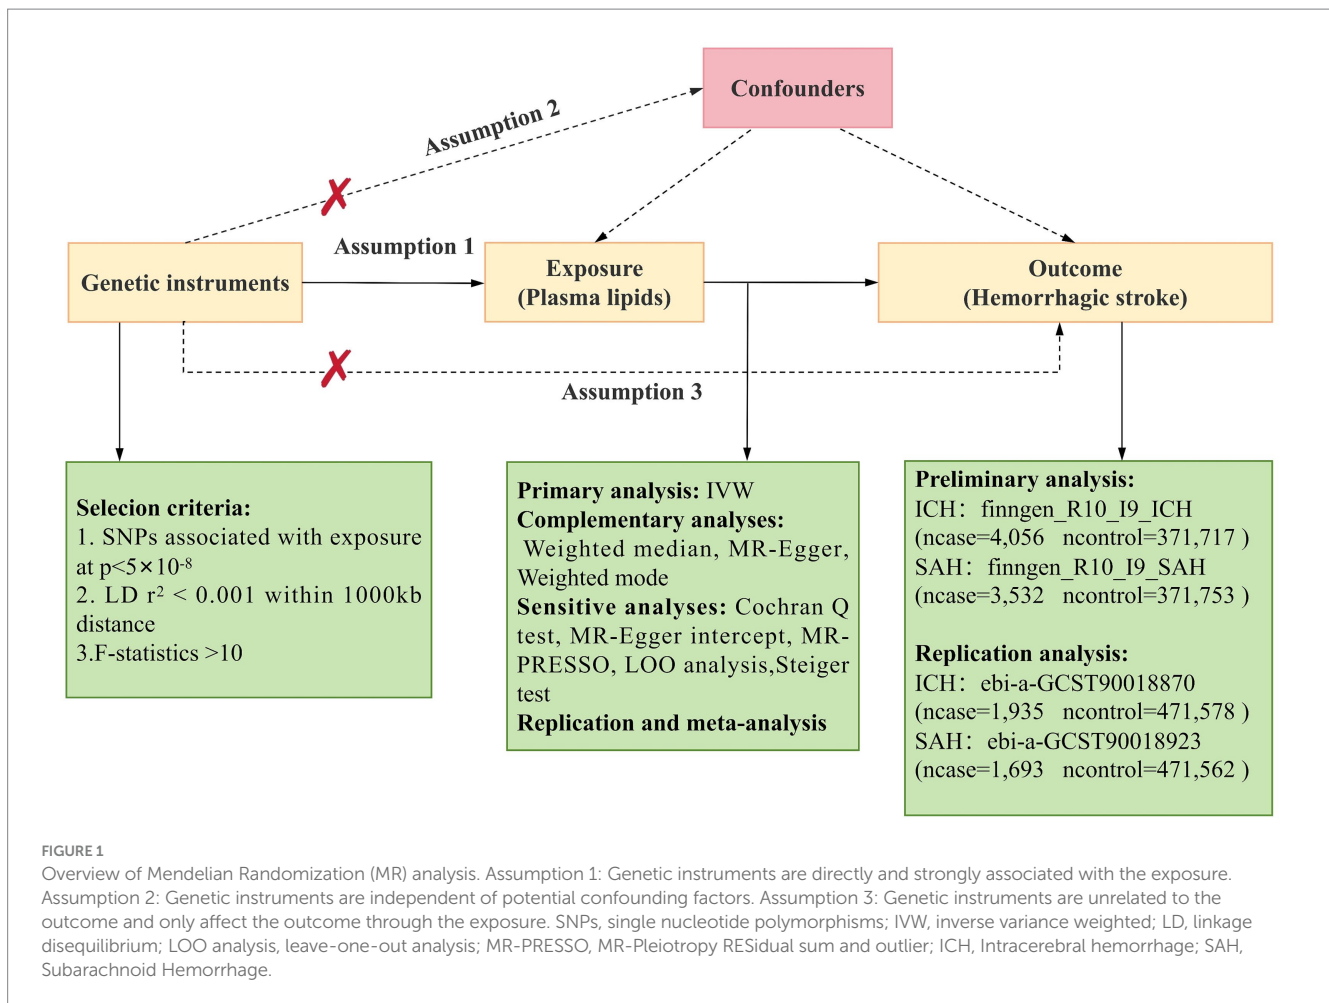 Confounders
Assumption 2
Assumption 1
Genetic instruments
Exposure
(Plasma lipids)
Outcome
(Hemorrhagic stroke)
Assumption 3
Selecion criteria:
1. SNPs associated with exposure
at p<5×10⁻⁸
2. LD r² < 0.001 within 1000kb
distance
3.F-statistics >10
Primary analysis: IVW
Complementary analyses:
Weighted median, MR-Egger,
Weighted mode
Sensitive analyses: Cochran Q
test, MR-Egger intercept, MR-
PRESSO, LOO analysis,Steiger
test
Replication and meta-analysis
Preliminary analysis:
ICH： finngen_R10_I9_ICH
(ncase=4,056 ncontrol=371,717 )
SAH： finngen_R10_I9_SAH
(ncase=3,532 ncontrol=371,753 )
Replication analysis:
ICH： ebi-a-GCST90018870
(ncase=1,935 ncontrol=471,578 )
SAH： ebi-a-GCST90018923
(ncase=1,693 ncontrol=471,562 )
FIGURE 1
Overview of Mendelian Randomization (MR) analysis. Assumption 1: Genetic instruments are directly and strongly associated with the exposure.
Assumption 2: Genetic instruments are independent of potential confounding factors. Assumption 3: Genetic instruments are unrelated to the
outcome and only affect the outcome through the exposure. SNPs, single nucleotide polymorphisms; IVW, inverse variance weighted; LD, linkage
disequilibrium; LOO analysis, leave-one-out analysis; MR-PRESSO, MR-Pleiotropy RESidual sum and outlier; ICH, Intracerebral hemorrhage; SAH,
Subarachnoid Hemorrhage.